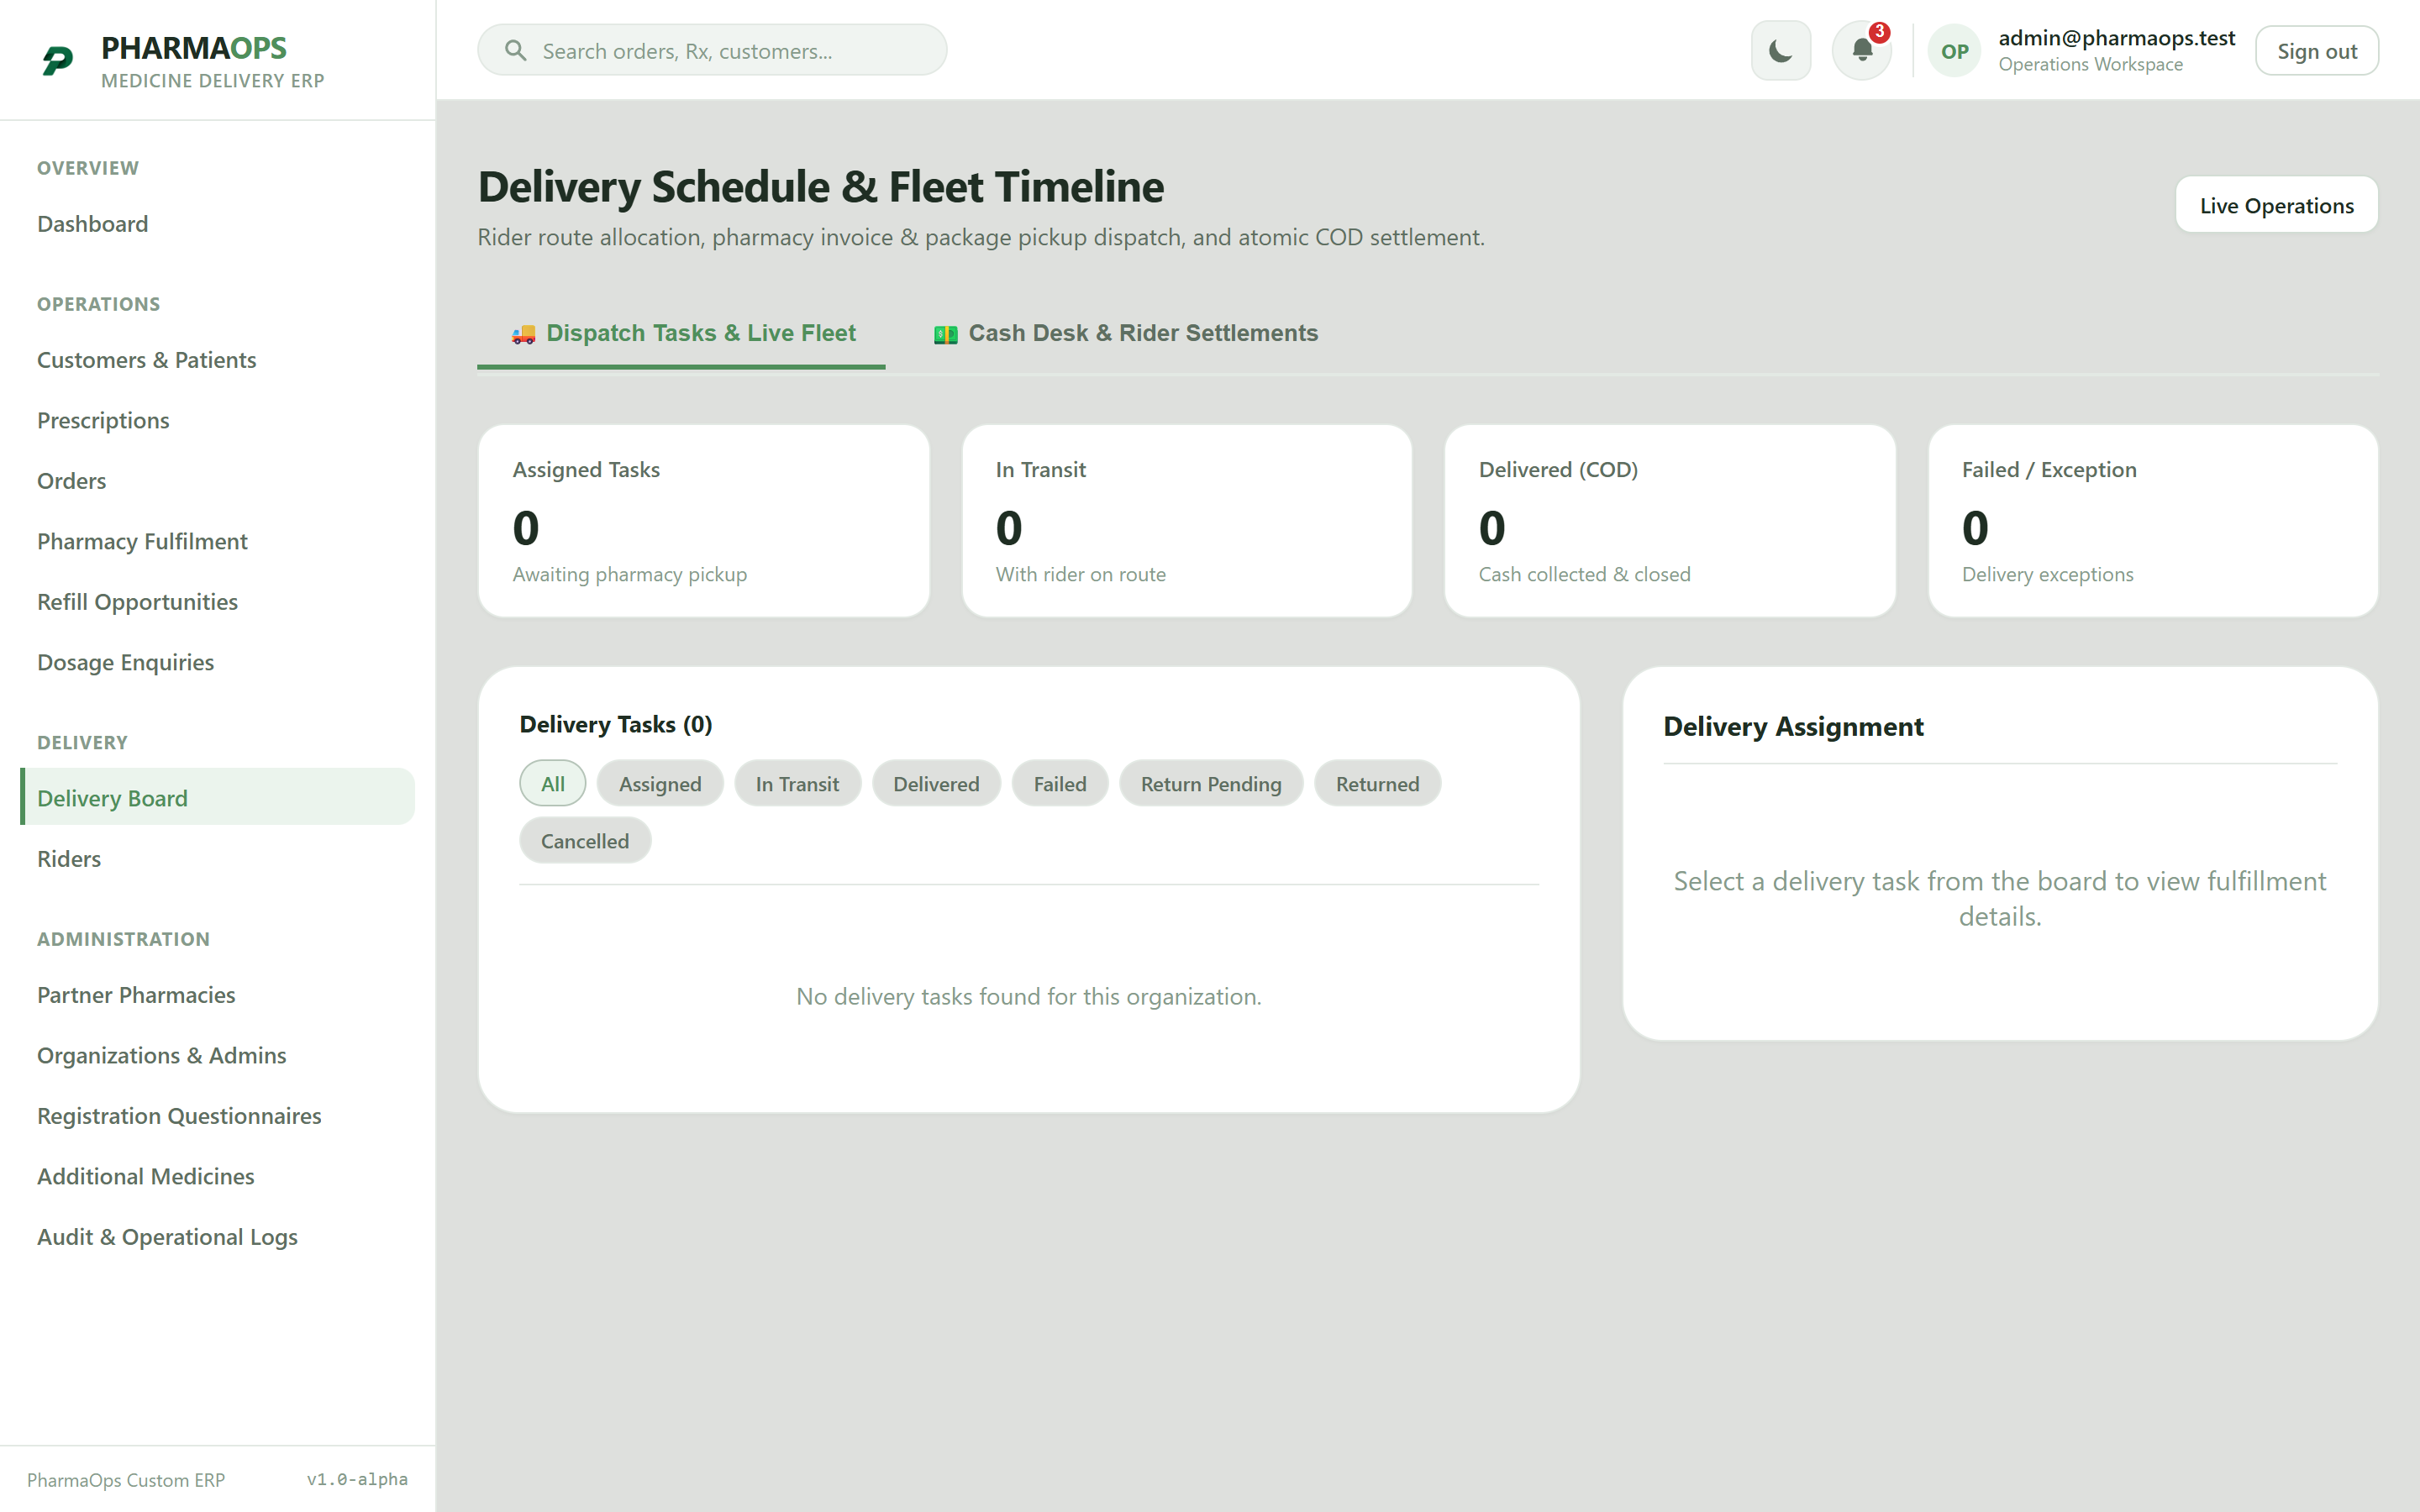 PHARMAOPS
MEDICINE DELIVERY ERP
OVERVIEW
Dashboard
OPERATIONS
Customers & Patients
Prescriptions
Orders
Pharmacy Fulfilment
Refill Opportunities
Dosage Enquiries
DELIVERY
Delivery Board
Riders
ADMINISTRATION
Partner Pharmacies
Organizations & Admins
Registration Questionnaires
Additional Medicines
Audit & Operational Logs
PharmaOps Custom ERP
v1.0-alpha
Search orders, Rx, customers...
3
OP
admin@pharmaops.test
Operations Workspace
Sign out
Delivery Schedule & Fleet Timeline
Rider route allocation, pharmacy invoice & package pickup dispatch, and atomic COD settlement.
Live Operations
Dispatch Tasks & Live Fleet
Cash Desk & Rider Settlements
Assigned Tasks
0
Awaiting pharmacy pickup
In Transit
0
With rider on route
Delivered (COD)
0
Cash collected & closed
Failed / Exception
0
Delivery exceptions
Delivery Tasks (0)
All
Assigned
In Transit
Delivered
Failed
Return Pending
Returned
Cancelled
No delivery tasks found for this organization.
Delivery Assignment
Select a delivery task from the board to view fulfillment
details.